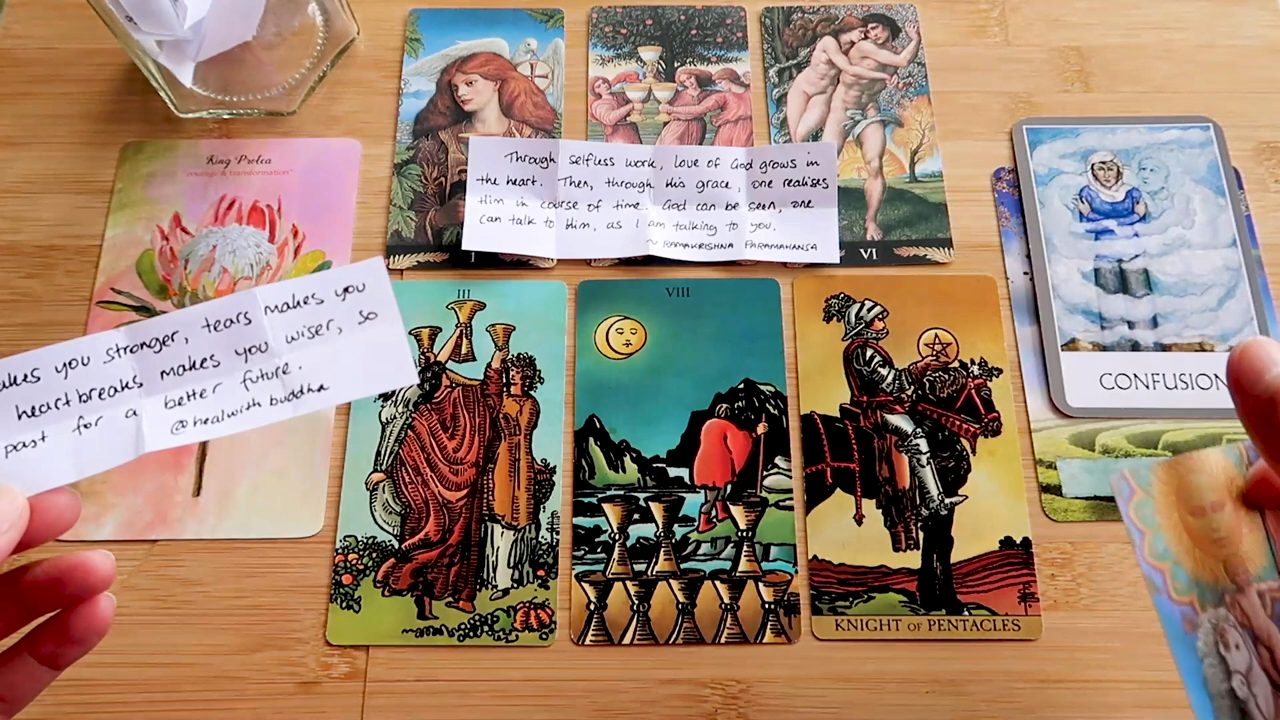 King Protea
"courage & transformation"
Through selfless work, love of God grows in
the heart. Then, through His grace, one realises
Him in course of time. God can be seen, one
can talk to Him, as I am talking to you.
~ RAMAKRISHNA PARAMAHANSA
I
VI
makes you stronger, tears makes you
heartbreaks makes you wiser, so
past for a better future.
@healwith buddha
III
VIII
KNIGHT OF PENTACLES
CONFUSION